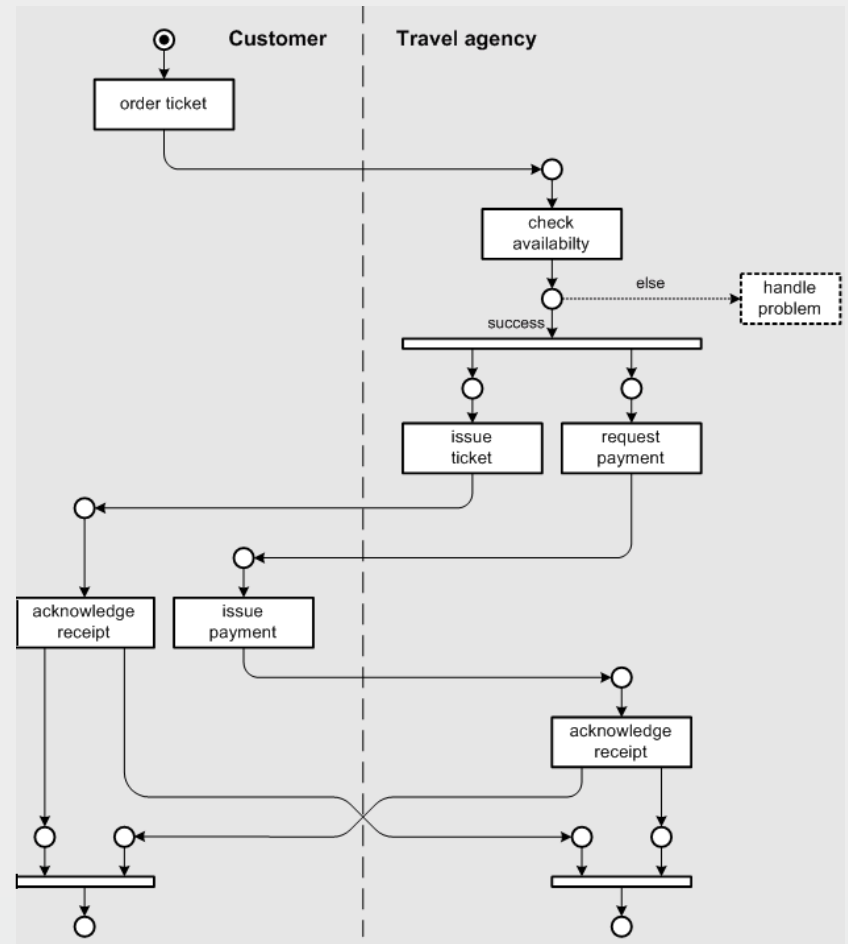 Customer
Travel agency
order ticket
check
availabilty
else
handle
problem
success
issue
ticket
request
payment
acknowledge
receipt
issue
payment
acknowledge
receipt